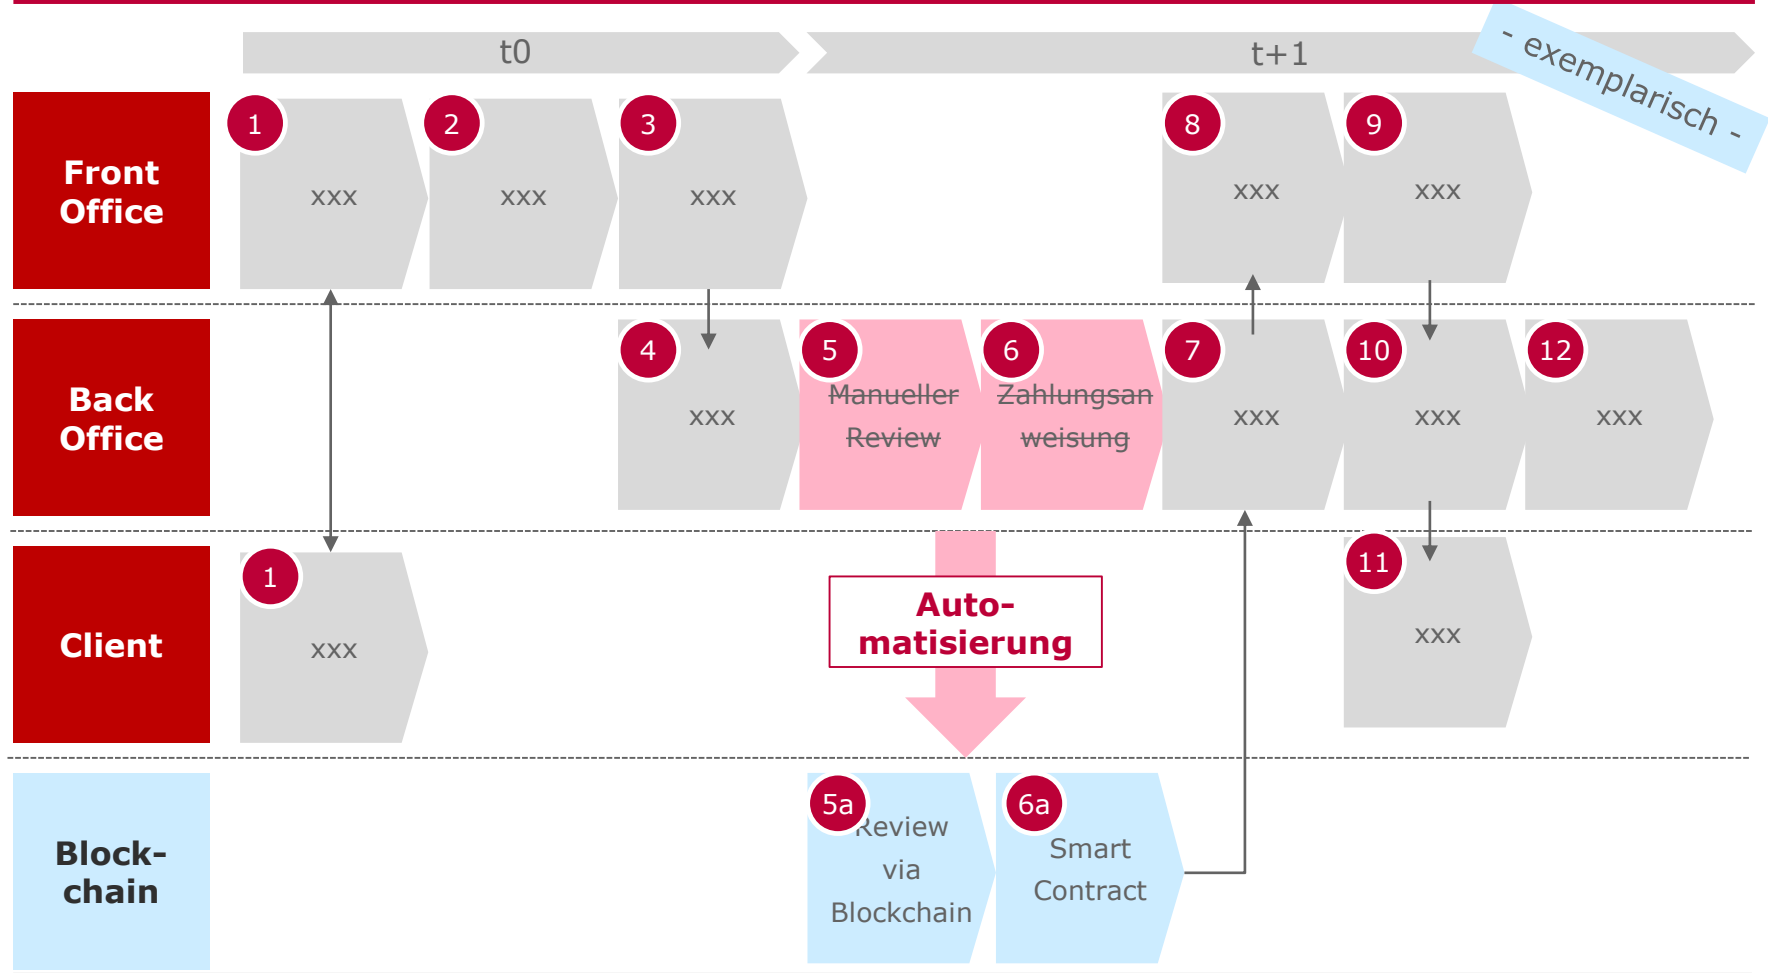 t0
t+1
- exemplarisch -
Front
Office
1
xxx
2
xxx
3
xxx
8
xxx
9
xxx
Back
Office
4
xxx
5
Manueller
Review
6
Zahlungsan
weisung
7
xxx
10
xxx
12
xxx
Client
1
xxx
Auto-
matisierung
11
xxx
Block-
chain
5a
Review
via
Blockchain
6a
Smart
Contract